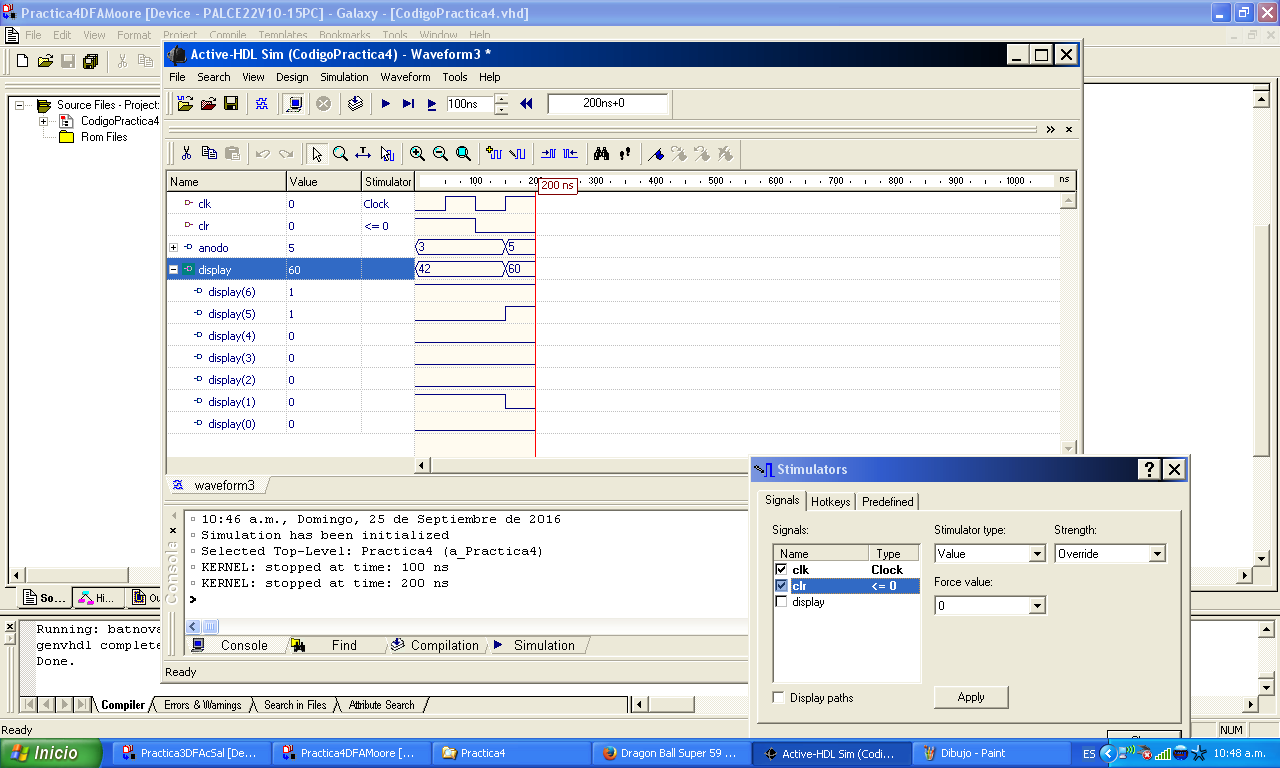 Practica4DFAMoore [Device - PALCE22V10-15PC] - Galaxy - [CodigoPractica4.vhd]
File Edit View Format Project Compile Templates Bookmarks Tools Window Help
Active-HDL Sim (CodigoPractica4) - Waveform3 *
File Search View Design Simulation Waveform Tools Help
100ns 200ns+0
Source Files - Project
CodigoPractica4
Rom Files
Name Value Stimulator 100 200 300 400 500 600 700 800 900 1000 ns
200 ns
clk 0 Clock
clr 0 <= 0
anodo 5 3 5
display 60 42 60
display(6) 1
display(5) 1
display(4) 0
display(3) 0
display(2) 0
display(1) 0
display(0) 0
waveform3
Console
10:46 a.m., Domingo, 25 de Septiembre de 2016
Simulation has been initialized
Selected Top-Level: Practica4 (a_Practica4)
KERNEL: stopped at time: 100 ns
KERNEL: stopped at time: 200 ns
>
Console Find Compilation Simulation
Ready
Stimulators
Signals Hotkeys Predefined
Signals: Stimulator type: Strength:
Name Type Value Override
clk Clock
clr <= 0 Force value:
display 0
Display paths Apply
So... Hi... Ou
Running: batnova
genvhdl complete
Done.
Compiler Errors & Warnings Search in Files Attribute Search
Ready NUM
Inicio Practica3DFAcSal [De... Practica4DFAMoore [... Practica4 Dragon Ball Super 59 ... Active-HDL Sim (Codi... Dibujo - Paint ES 10:48 a.m.